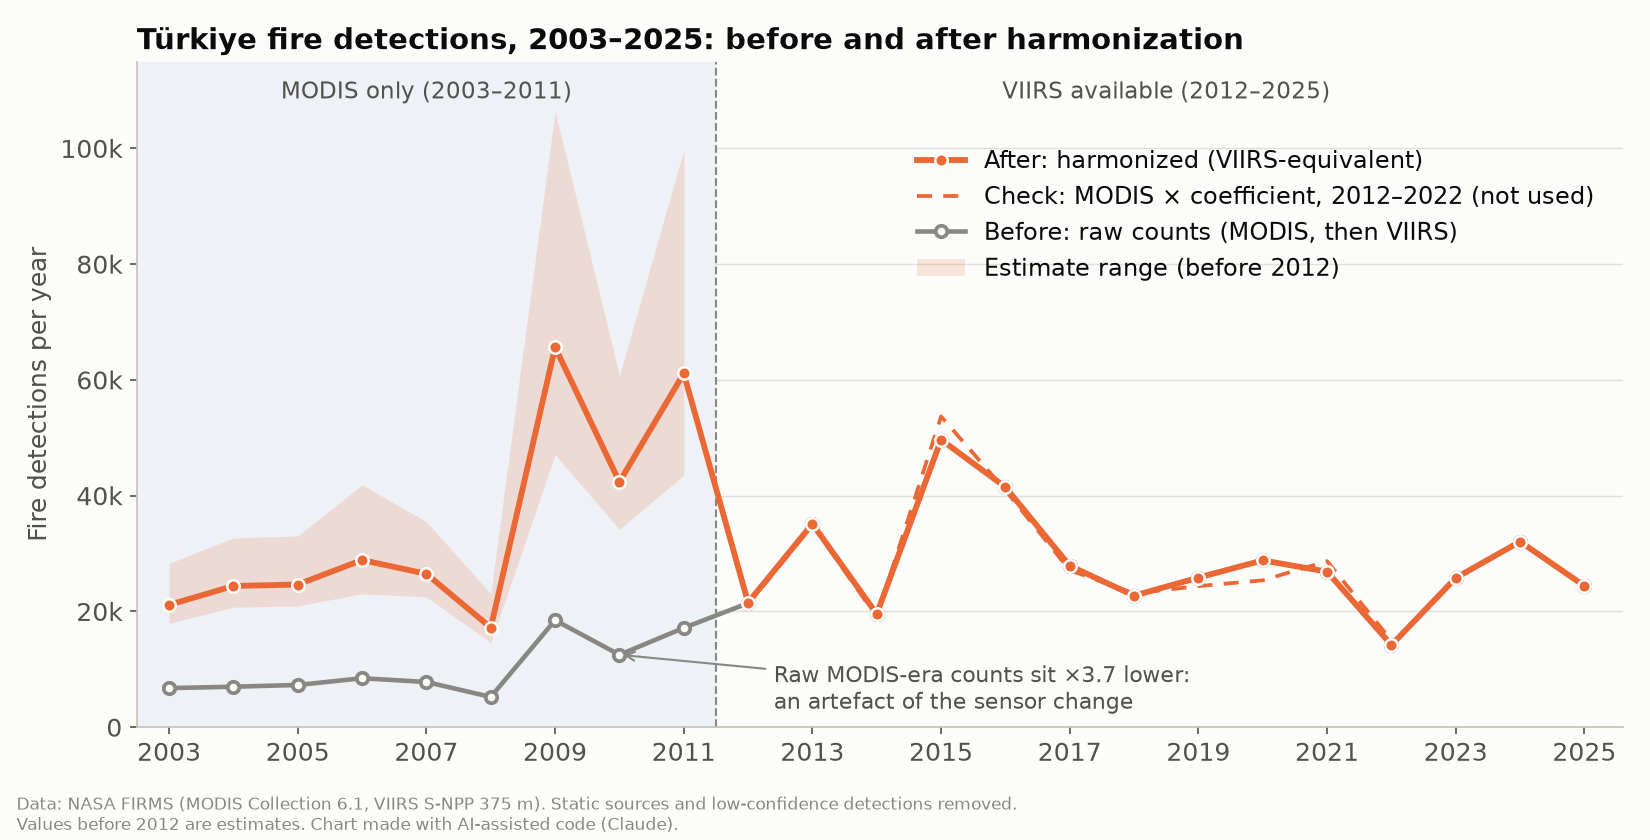 Türkiye fire detections, 2003–2025: before and after harmonization
MODIS only (2003–2011)
VIIRS available (2012–2025)
After: harmonized (VIIRS-equivalent)
Check: MODIS × coefficient, 2012–2022 (not used)
Before: raw counts (MODIS, then VIIRS)
Estimate range (before 2012)
Fire detections per year
100k
80k
60k
40k
20k
0
Raw MODIS-era counts sit ×3.7 lower:
an artefact of the sensor change
2003 2005 2007 2009 2011 2013 2015 2017 2019 2021 2023 2025
Data: NASA FIRMS (MODIS Collection 6.1, VIIRS S-NPP 375 m). Static sources and low-confidence detections removed.
Values before 2012 are estimates. Chart made with AI-assisted code (Claude).